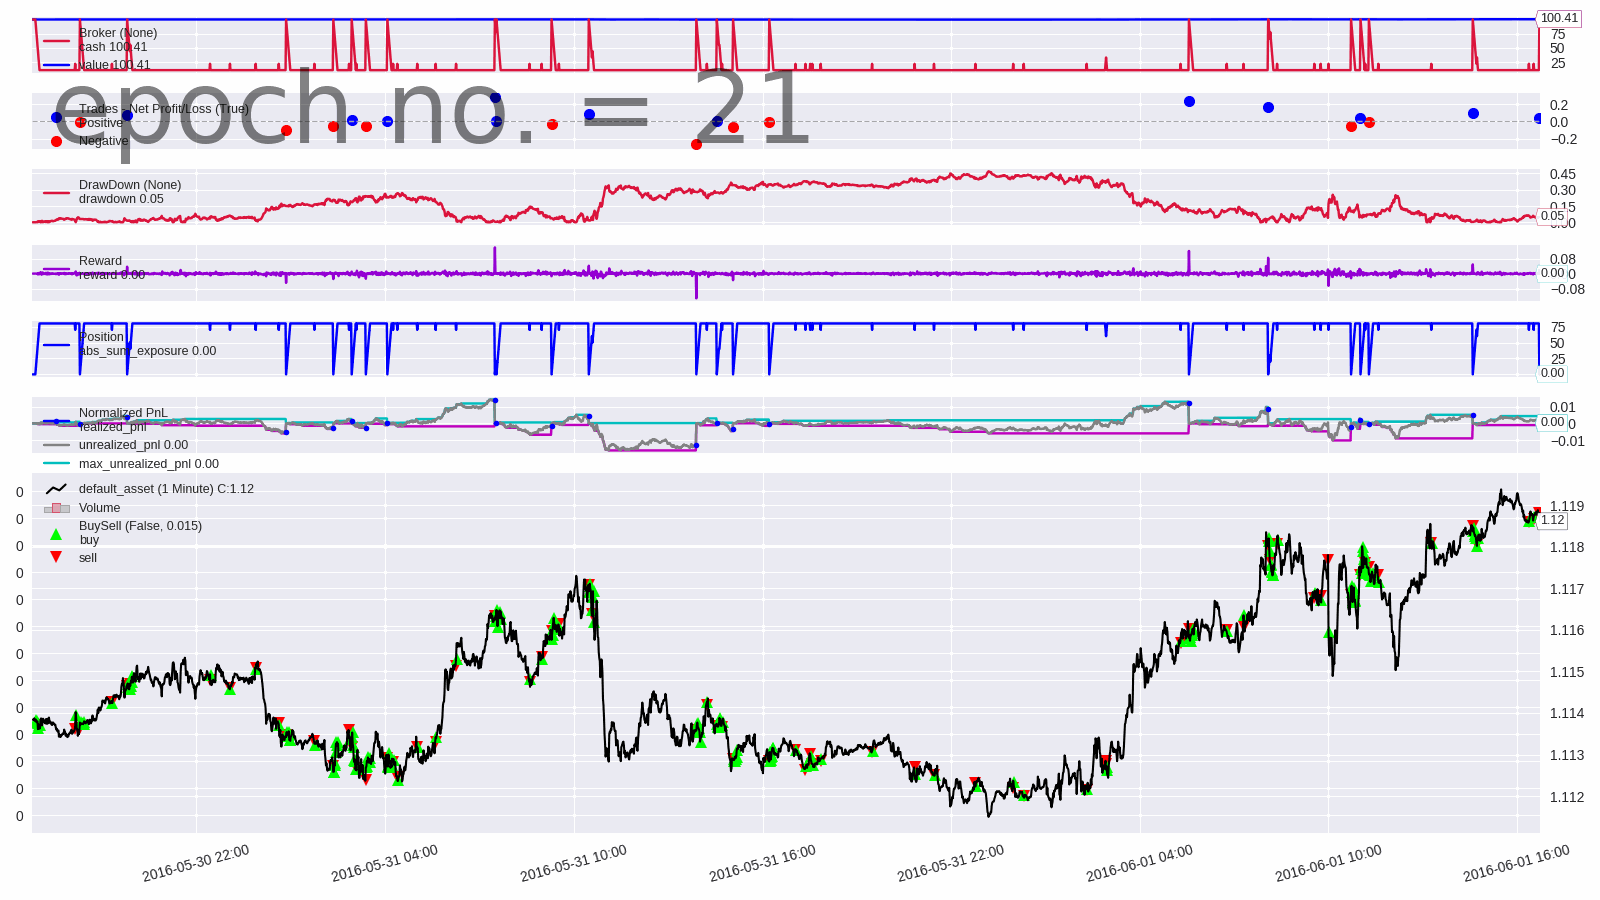 Broker (None)
cash 100.41
value 100.41
100.41
75
50
25
epoch no. = 21
Trades - Net Profit/Loss (True)
Positive
Negative
0.2
0.0
−0.2
DrawDown (None)
drawdown 0.05
0.45
0.30
0.15
0.05
0.00
Reward
reward 0.00
0.08
0.00
−0.08
Position
abs_sum_exposure 0.00
75
50
25
0.00
Normalized PnL
realized_pnl
unrealized_pnl 0.00
max_unrealized_pnl 0.00
0.01
0.00
−0.01
default_asset (1 Minute) C:1.12
Volume
BuySell (False, 0.015)
buy
sell
0
0
0
0
0
0
0
0
0
0
0
0
0
1.119
1.12
1.118
1.117
1.116
1.115
1.114
1.113
1.112
2016-05-30 22:00
2016-05-31 04:00
2016-05-31 10:00
2016-05-31 16:00
2016-05-31 22:00
2016-06-01 04:00
2016-06-01 10:00
2016-06-01 16:00